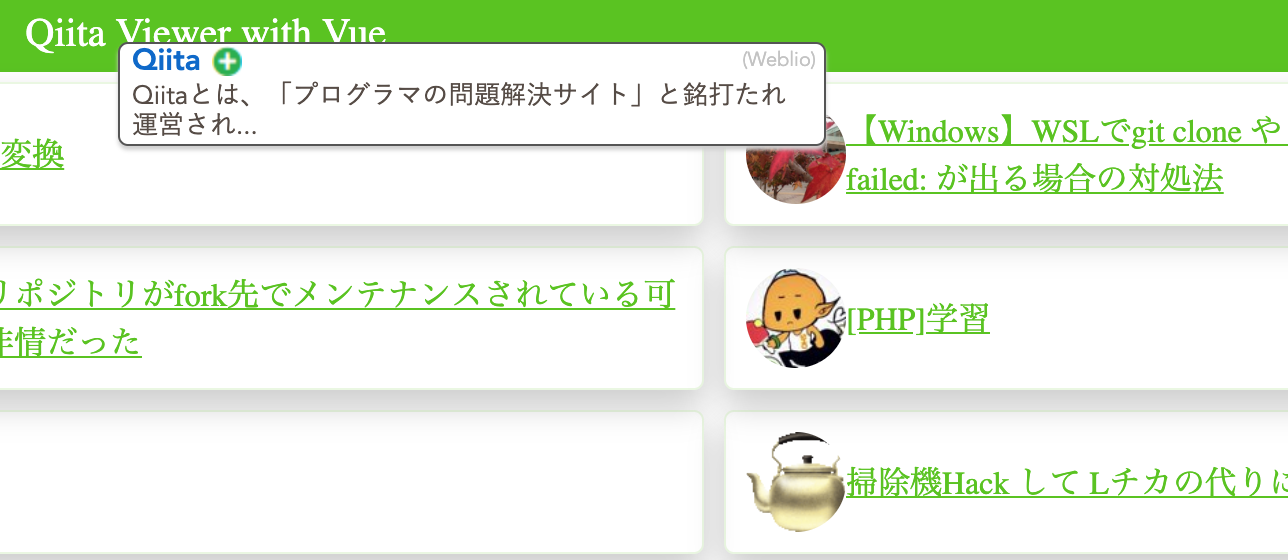 Qiita Viewer with Vue
Qiita
(Weblio)
Qiitaとは、「プログラマの問題解決サイト」と銘打たれ
運営され...
変換
【Windows】WSLでgit clone や
failed: が出る場合の対処法
リポジトリがfork先でメンテナンスされている可
非情だった
[PHP]学習
掃除機Hack して Lチカの代りに